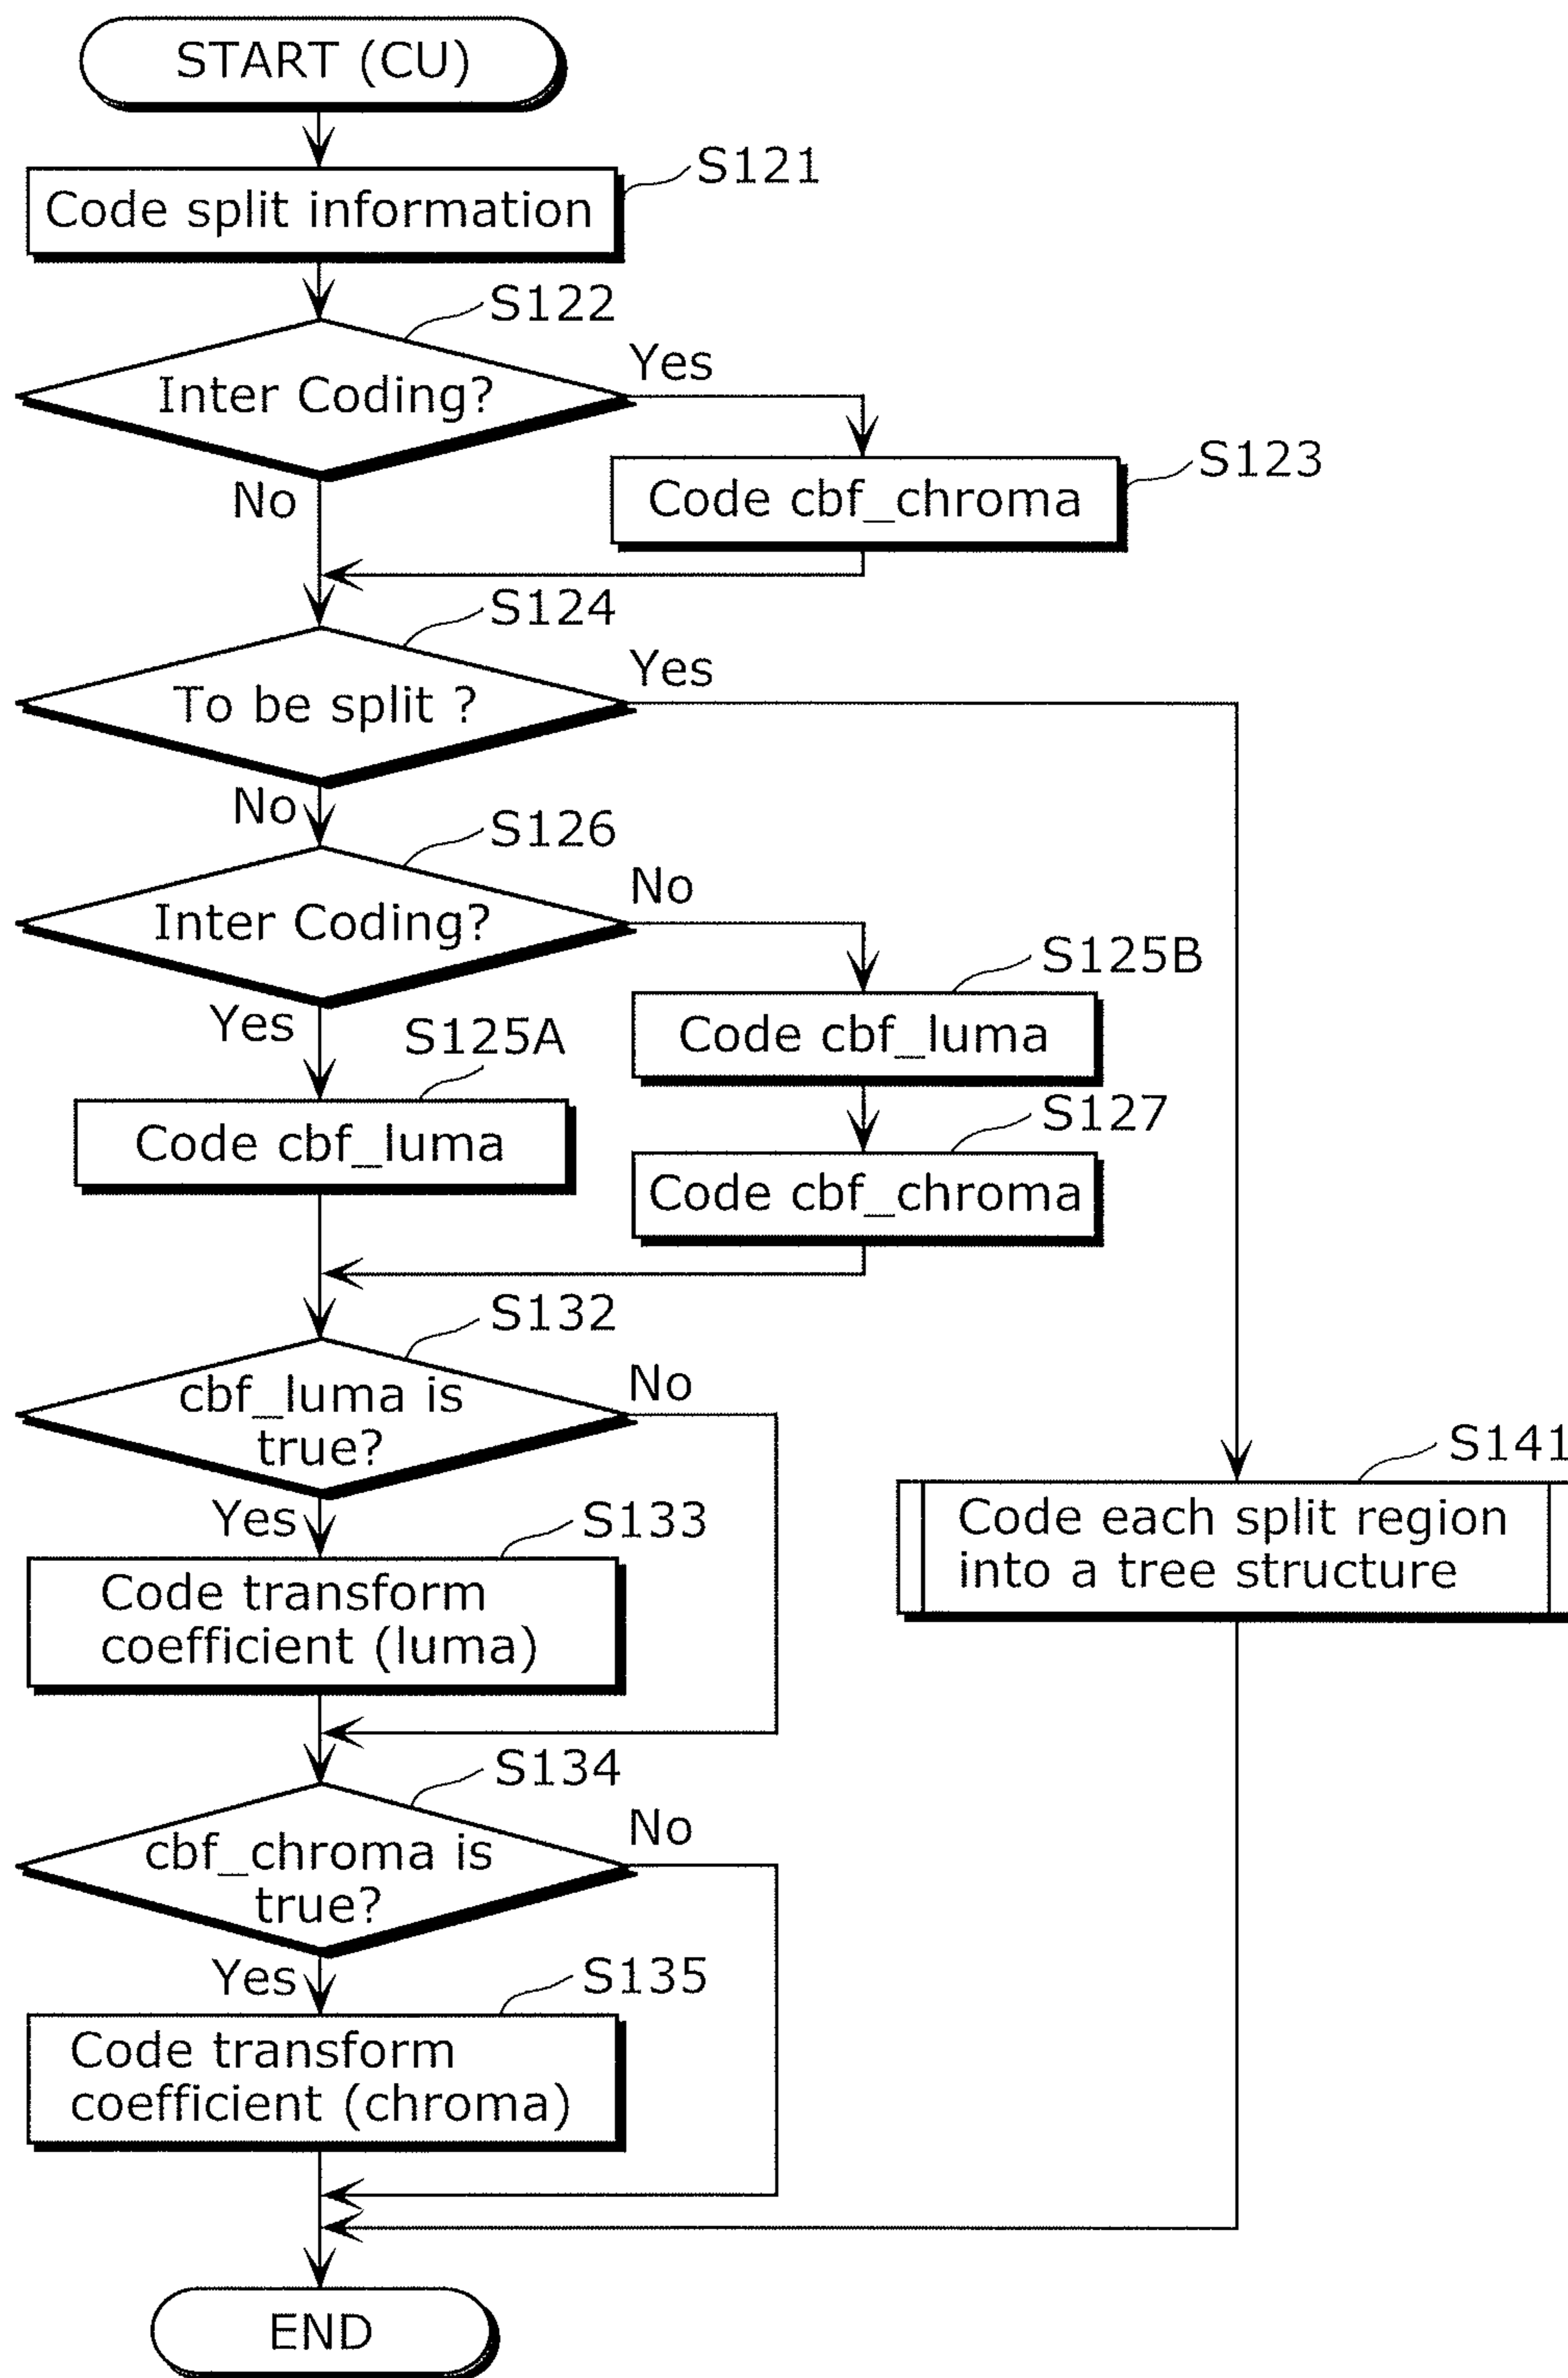 START (CU)
S121
Code split information
S122
Inter Coding?
Yes
No
S123
Code cbf_chroma
S124
To be split ?
Yes
No
S126
Inter Coding?
No
Yes
S125B
Code cbf_luma
S125A
Code cbf_luma
S127
Code cbf_chroma
S132
cbf_luma is
true?
No
Yes
S141
Code each split region
into a tree structure
S133
Code transform
coefficient (luma)
S134
cbf_chroma is
true?
No
Yes
S135
Code transform
coefficient (chroma)
END